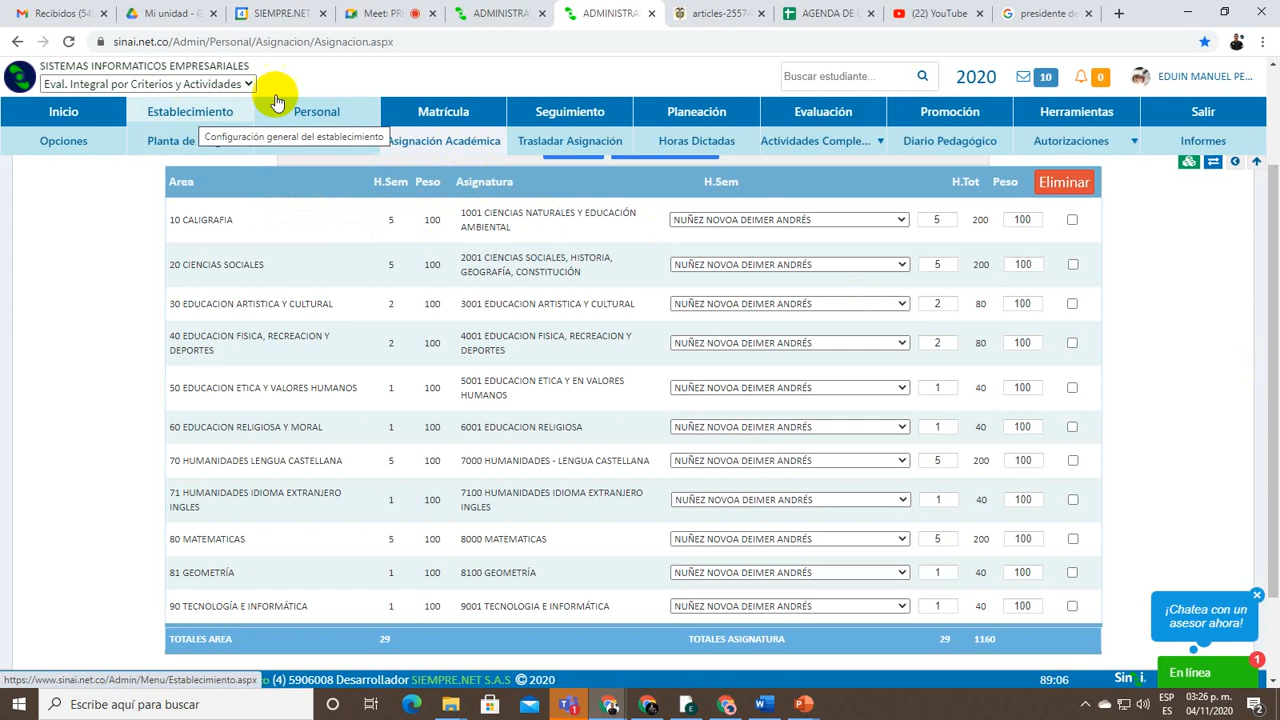 Recibidos (54
Mi unidad - G
SIEMPRE.NET
Meet: PR
ADMINISTRA
ADMINISTRA
articles-2557
AGENDA DE
(22) YouTube
presidente de
sinai.net.co/Admin/Personal/Asignacion/Asignacion.aspx
SISTEMAS INFORMATICOS EMPRESARIALES
Eval. Integral por Criterios y Actividades
Buscar estudiante...
2020
10
0
EDUIN MANUEL PE...
Inicio Establecimiento Personal Matrícula Seguimiento Planeación Evaluación Promoción Herramientas Salir
Configuración general del establecimiento
Opciones Planta de Asignación Académica Trasladar Asignación Horas Dictadas Actividades Comple... Diario Pedagógico Autorizaciones Informes
Area H.Sem Peso Asignatura H.Sem H.Tot Peso Eliminar
10 CALIGRAFIA 5 100 1001 CIENCIAS NATURALES Y EDUCACIÓN
AMBIENTAL NUÑEZ NOVOA DEIMER ANDRÉS 5 200 100
20 CIENCIAS SOCIALES 5 100 2001 CIENCIAS SOCIALES, HISTORIA,
GEOGRAFÍA, CONSTITUCIÓN NUÑEZ NOVOA DEIMER ANDRÉS 5 200 100
30 EDUCACION ARTISTICA Y CULTURAL 2 100 3001 EDUCACION ARTISTICA Y CULTURAL NUÑEZ NOVOA DEIMER ANDRÉS 2 80 100
40 EDUCACION FISICA, RECREACION Y
DEPORTES 2 100 4001 EDUCACION FISICA, RECREACION Y
DEPORTES NUÑEZ NOVOA DEIMER ANDRÉS 2 80 100
50 EDUCACION ETICA Y VALORES HUMANOS 1 100 5001 EDUCACION ETICA Y EN VALORES
HUMANOS NUÑEZ NOVOA DEIMER ANDRÉS 1 40 100
60 EDUCACION RELIGIOSA Y MORAL 1 100 6001 EDUCACION RELIGIOSA NUÑEZ NOVOA DEIMER ANDRÉS 1 40 100
70 HUMANIDADES LENGUA CASTELLANA 5 100 7000 HUMANIDADES - LENGUA CASTELLANA NUÑEZ NOVOA DEIMER ANDRÉS 5 200 100
71 HUMANIDADES IDIOMA EXTRANJERO
INGLES 1 100 7100 HUMANIDADES IDIOMA EXTRANJERO
INGLES NUÑEZ NOVOA DEIMER ANDRÉS 1 40 100
80 MATEMATICAS 5 100 8000 MATEMATICAS NUÑEZ NOVOA DEIMER ANDRÉS 5 200 100
81 GEOMETRÍA 1 100 8100 GEOMETRÍA NUÑEZ NOVOA DEIMER ANDRÉS 1 40 100
90 TECNOLOGÍA E INFORMÁTICA 1 100 9001 TECNOLOGIA E INFORMÁTICA NUÑEZ NOVOA DEIMER ANDRÉS 1 40 100
TOTALES AREA 29 TOTALES ASIGNATURA 29 1160
¡Chatea con un
asesor ahora!
En línea
1
https://www.sinai.net.co/Admin/Menu/Establecimiento.aspx
(4) 5906008 Desarrollador SIEMPRE.NET S.A.S © 2020
89:06
Escribe aquí para buscar
ESP
03:26 p. m.
04/11/2020
2